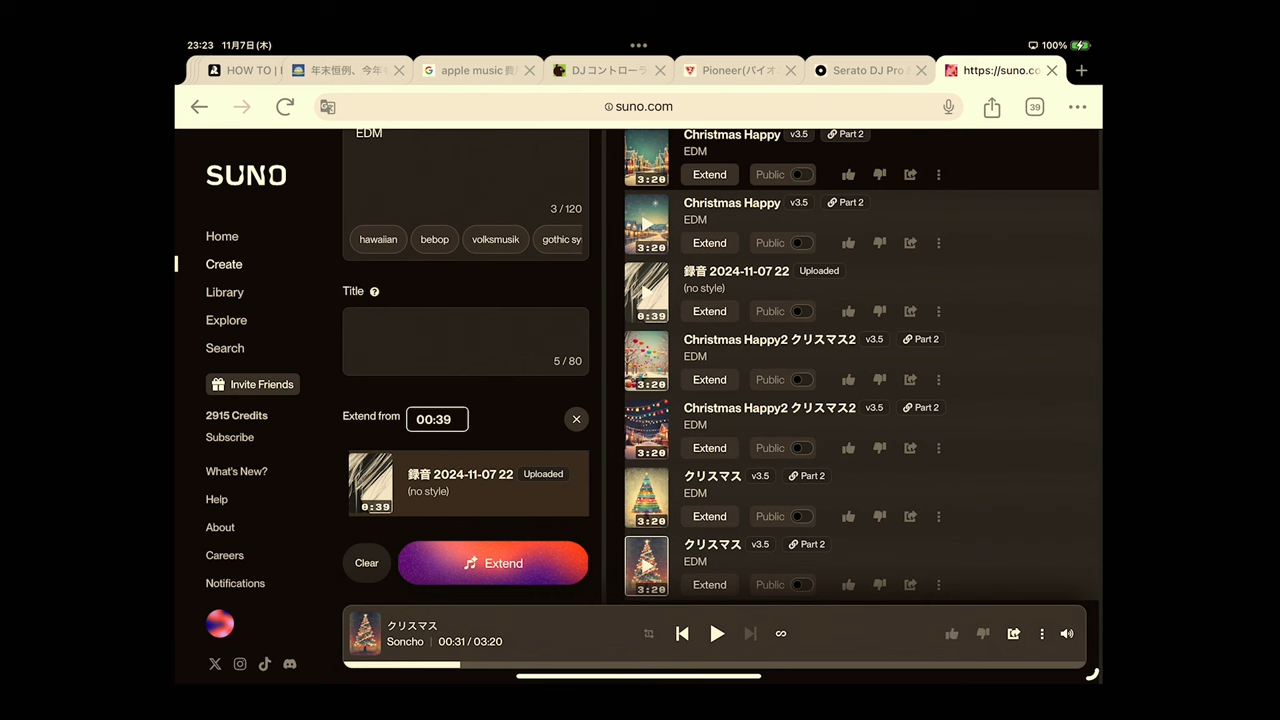 23:23 11月7日(木)
100%
HOW TO |
年末恒例、今年
apple music 費
DJコントローラ
Pioneer(パイオ
Serato DJ Pro
https://suno.co
suno.com
39
SUNO
Home
Create
Library
Explore
Search
Invite Friends
2915 Credits
Subscribe
What's New?
Help
About
Careers
Notifications
EDM
3 / 120
hawaiian
bebop
volksmusik
gothic sy
Title
5 / 80
Extend from 00:39
録音 2024-11-07 22 Uploaded
(no style)
0:39
Clear
Extend
Christmas Happy v3.5 Part 2
EDM
3:20
Extend Public
Christmas Happy v3.5 Part 2
EDM
3:20
Extend Public
録音 2024-11-07 22 Uploaded
(no style)
0:39
Extend Public
Christmas Happy2 クリスマス2 v3.5 Part 2
EDM
3:20
Extend Public
Christmas Happy2 クリスマス2 v3.5 Part 2
EDM
3:20
Extend Public
クリスマス v3.5 Part 2
EDM
3:20
Extend Public
クリスマス v3.5 Part 2
EDM
3:20
Extend Public
クリスマス
Soncho 00:31 / 03:20